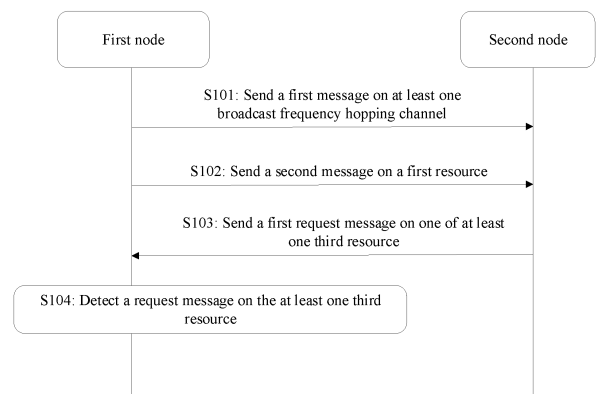 First node
Second node
S101: Send a first message on at least one
broadcast frequency hopping channel
S102: Send a second message on a first resource
S103: Send a first request message on one of at least
one third resource
S104: Detect a request message on the at least one third
resource